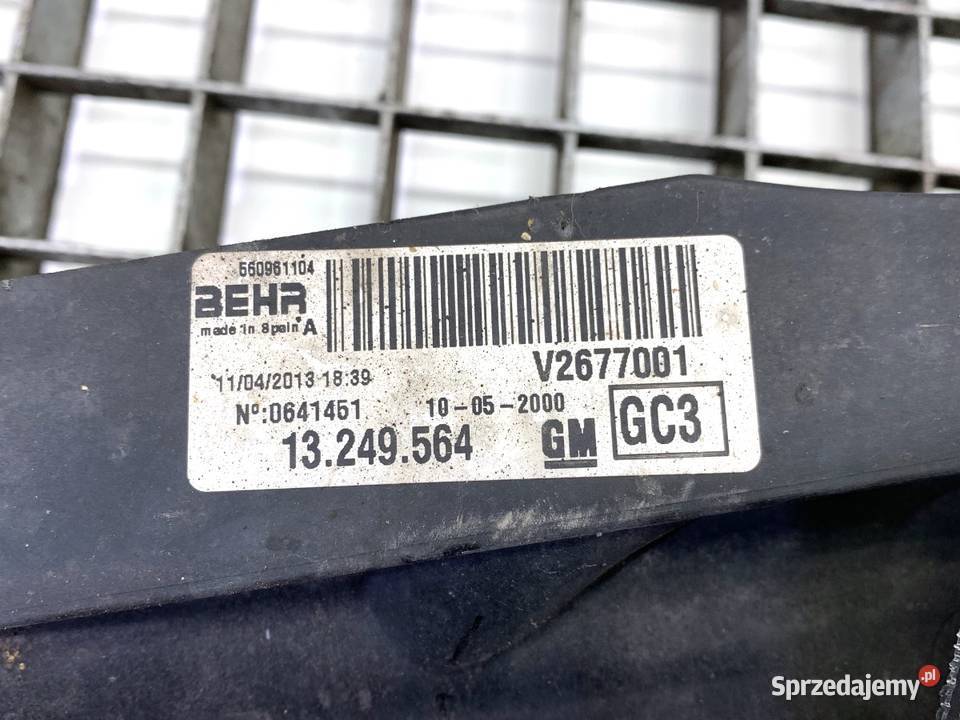 560961104
BEHR
made in Spain A
V2677001
11/04/2013 18:39
Nº:0641451 10-05-2000
13.249.564 GM GC3
Sprzedajemy.pl